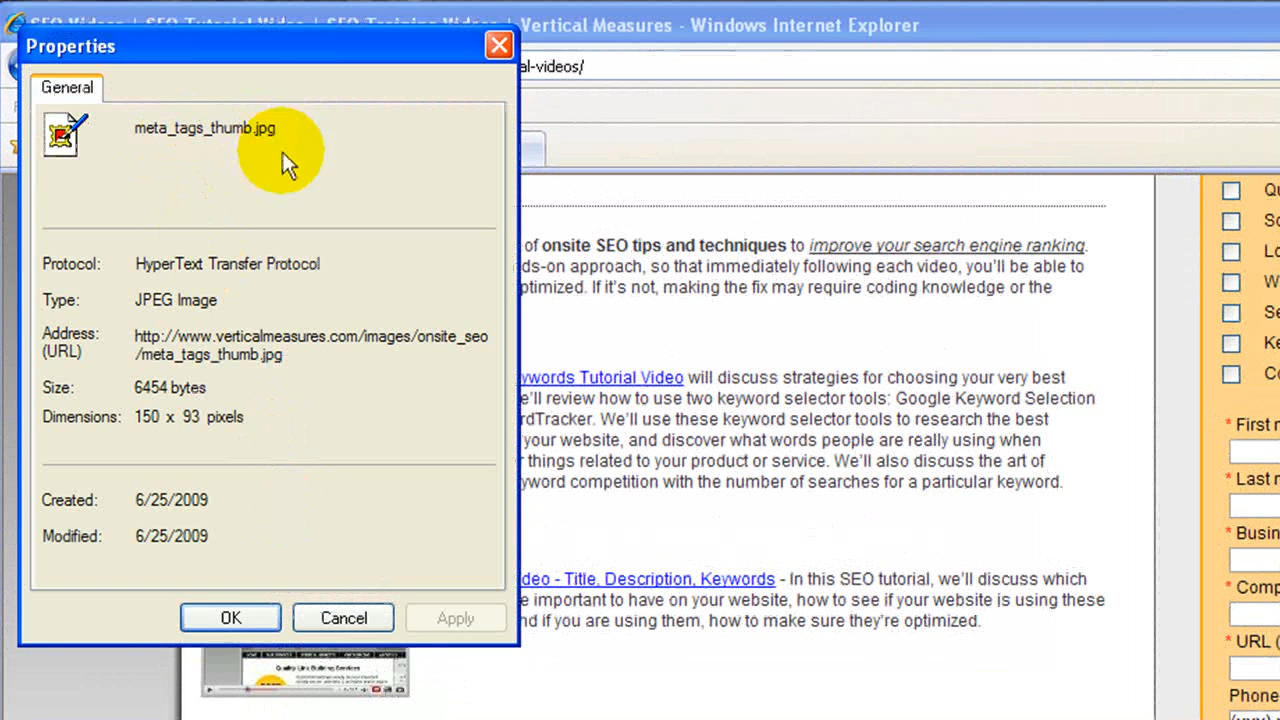 SEO Videos | SEO Tutorial Video | SEO Training Videos | Vertical Measures - Windows Internet Explorer
Properties
al-videos/
General
meta_tags_thumb.jpg
Protocol: HyperText Transfer Protocol
Type: JPEG Image
Address: http://www.verticalmeasures.com/images/onsite_seo
(URL) /meta_tags_thumb.jpg
Size: 6454 bytes
Dimensions: 150 x 93 pixels
Created: 6/25/2009
Modified: 6/25/2009
OK Cancel Apply
of onsite SEO tips and techniques to improve your search engine ranking.
ds-on approach, so that immediately following each video, you'll be able to
ptimized. If it's not, making the fix may require coding knowledge or the
ywords Tutorial Video will discuss strategies for choosing your very best
e'll review how to use two keyword selector tools; Google Keyword Selection
rdTracker. We'll use these keyword selector tools to research the best
your website, and discover what words people are really using when
r things related to your product or service. We'll also discuss the art of
yword competition with the number of searches for a particular keyword.
deo - Title, Description, Keywords - In this SEO tutorial, we'll discuss which
e important to have on your website, how to see if your website is using these
nd if you are using them, how to make sure they're optimized.
Quality Link Building Services
Qu
So
Lo
W
Se
Ke
Co
* First n
* Last n
* Busin
* Comp
* URL (
Phone